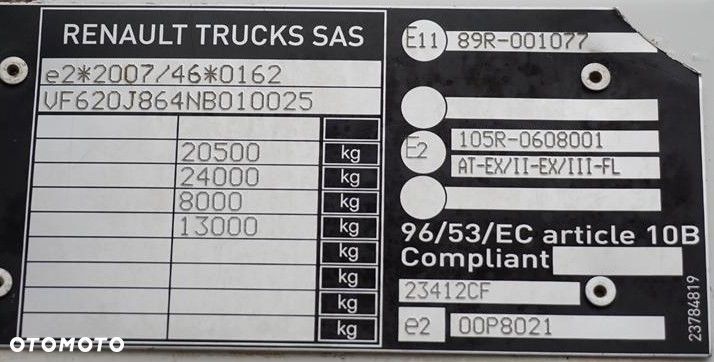 RENAULT TRUCKS SAS
e2*2007/46*0162
VF620J864NB010025
20500 kg
24000 kg
8000 kg
13000 kg
kg
kg
kg
kg
E11 89R-001077
E2 105R-0608001
AT-EX/II-EX/III-FL
96/53/EC article 10B
Compliant
23412CF
e2 00P8021
23784819
OTOMOTO